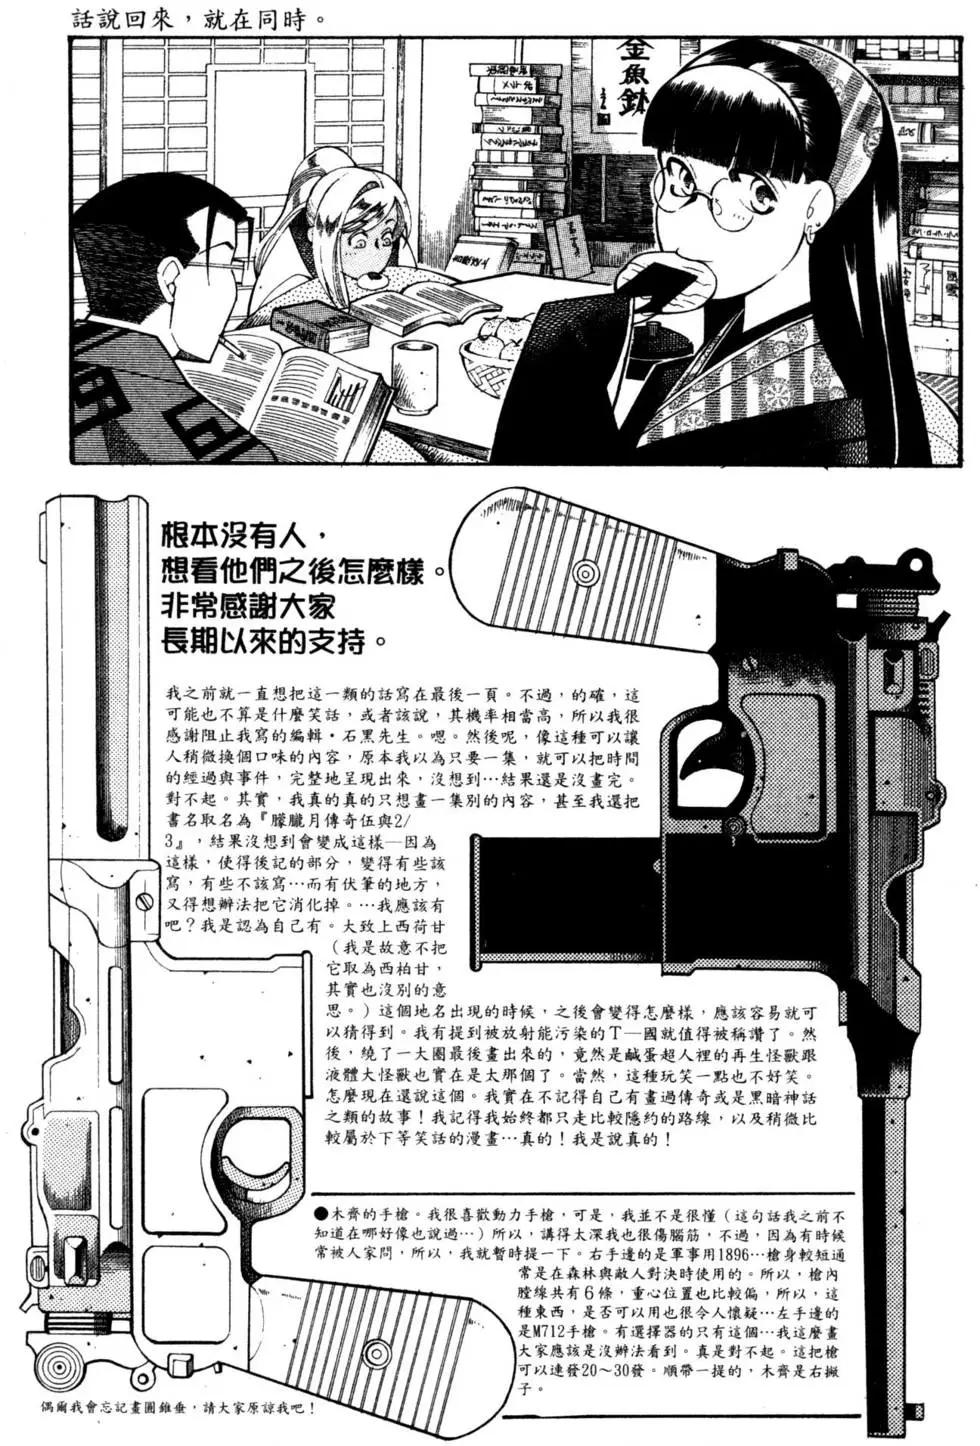 話說回來，就在同時。
金魚鉢
根本沒有人，
想看他們之後怎麼樣。
非常感謝大家
長期以來的支持。
我之前就一直想把這一類的話寫在最後一頁。不過，的確，這
可能也不算是什麼笑話，或者該說，其機率相當高，所以我很
感謝阻止我寫的編輯・石黑先生。嗯。然後呢，像這種可以讓
人稍微換個口味的內容，原本我以為只要一集，就可以把時間
的經過與事件，完整地呈現出來，沒想到…結果還是沒畫完。
對不起。其實，我真的真的只想畫一集別的內容，甚至我還把
書名取名為『朦朧月傳奇伍與2/
3』，結果沒想到會變成這樣—因為
這樣，使得後記的部分，變得有些該
寫，有些不該寫…而有伏筆的地方，
又得想辦法把它消化掉。…我應該有
吧？我是認為自己有。大致上西荷甘
（我是故意不把
它取為西柏甘，
其實也沒別的意
思。）這個地名出現的時候，之後會變得怎麼樣，應該容易就可
以猜得到。我有提到被放射能污染的T—國就值得被稱讚了。然
後，繞了一大圈最後畫出來的，竟然是鹹蛋超人裡的再生怪獸跟
液體大怪獸也實在是太那個了。當然，這種玩笑一點也不好笑。
怎麼現在還說這個。我實在不記得自己有畫過傳奇或是黑暗神話
之類的故事！我記得我始終都只走比較隱約的路線，以及稍微比
較屬於下等笑話的漫畫…真的！我是說真的！
●木齊的手槍。我很喜歡動力手槍，可是，我並不是很懂（這句話我之前不
知道在哪好像也說過…）所以，講得太深我也很傷腦筋，不過，因為有時候
常被人家問，所以，我就暫時提一下。右手邊的是軍事用1896…槍身較短通
常是在森林與敵人對決時使用的。所以，槍內
膛線共有6條，重心位置也比較偏，所以，這
種東西，是否可以用也很令人懷疑…左手邊的
是M712手槍。有選擇器的只有這個…我這麼畫
大家應該是沒辦法看到。真是對不起。這把槍
可以連發20～30發。順帶一提的，木齊是右撇
子。
偶爾我會忘記畫圓錐垂，請大家原諒我吧！